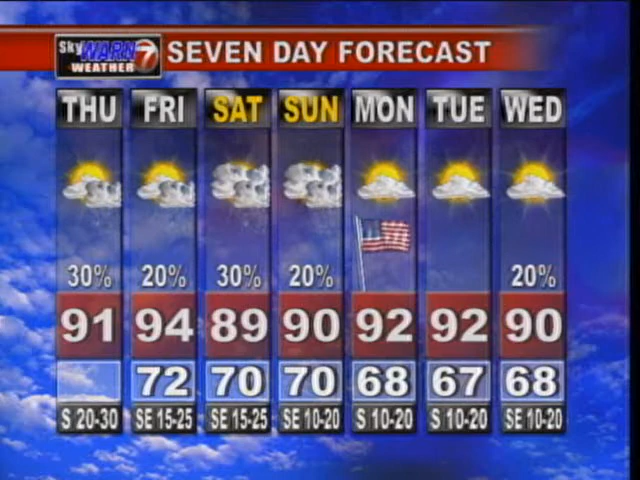 SkyWARN 7
WEATHER
SEVEN DAY FORECAST
THU FRI SAT SUN MON TUE WED
30% 20% 30% 20% 20%
91 94 89 90 92 92 90
72 70 70 68 67 68
S 20-30 SE 15-25 SE 15-25 SE 10-20 S 10-20 S 10-20 SE 10-20